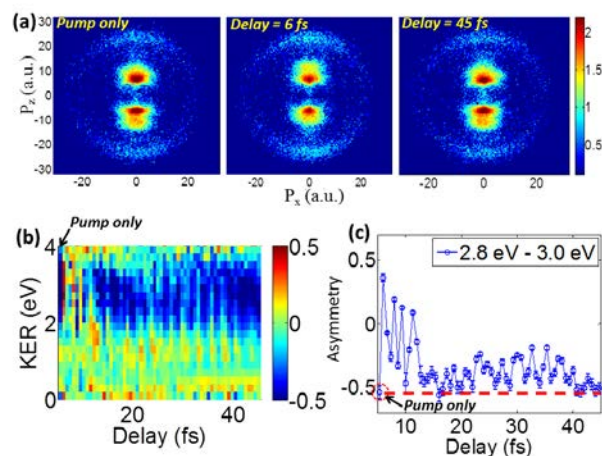 (a)
Pump only
Delay = 6 fs
Delay = 45 fs
30
20
10
0
-10
-20
-30
P_z (a.u.)
-20 0 20
-20 0 20
-20 0 20
P_x (a.u.)
2
1.5
1
0.5
(b)
Pump only
4
2
0
KER (eV)
20 40
Delay (fs)
0.5
0
-0.5
(c)
2.8 eV - 3.0 eV
0.5
0
-0.5
Asymmetry
Pump only
10 20 30 40
Delay (fs)